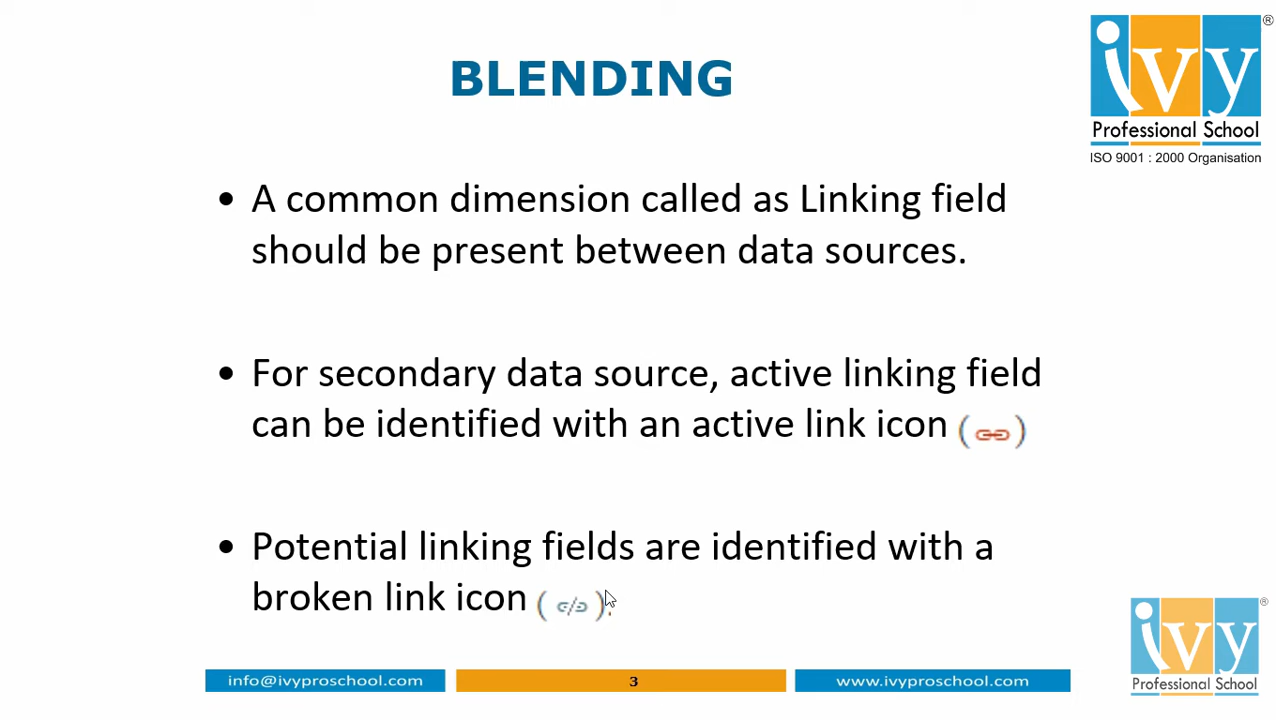 BLENDING
ivy
®
Professional School
ISO 9001 : 2000 Organisation
• A common dimension called as Linking field
should be present between data sources.
• For secondary data source, active linking field
can be identified with an active link icon ( )
• Potential linking fields are identified with a
broken link icon ( ).
ivy
®
Professional School
info@ivyproschool.com
3
www.ivyproschool.com